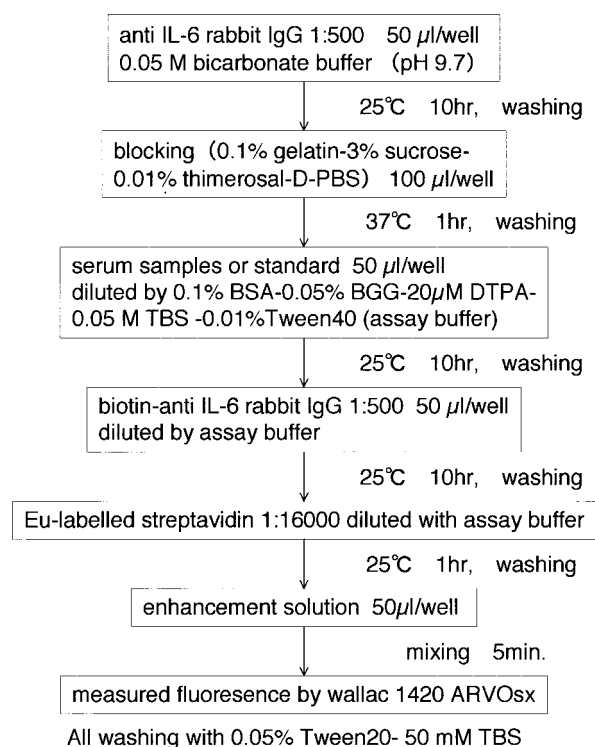 anti IL-6 rabbit IgG 1:500 50 µl/well
0.05 M bicarbonate buffer (pH 9.7)
25℃ 10hr, washing
blocking (0.1% gelatin-3% sucrose-
0.01% thimerosal-D-PBS) 100 µl/well
37℃ 1hr, washing
serum samples or standard 50 µl/well
diluted by 0.1% BSA-0.05% BGG-20µM DTPA-
0.05 M TBS -0.01%Tween40 (assay buffer)
25℃ 10hr, washing
biotin-anti IL-6 rabbit IgG 1:500 50 µl/well
diluted by assay buffer
25℃ 10hr, washing
Eu-labelled streptavidin 1:16000 diluted with assay buffer
25℃ 1hr, washing
enhancement solution 50µl/well
mixing 5min.
measured fluoresence by wallac 1420 ARVOsx
All washing with 0.05% Tween20- 50 mM TBS